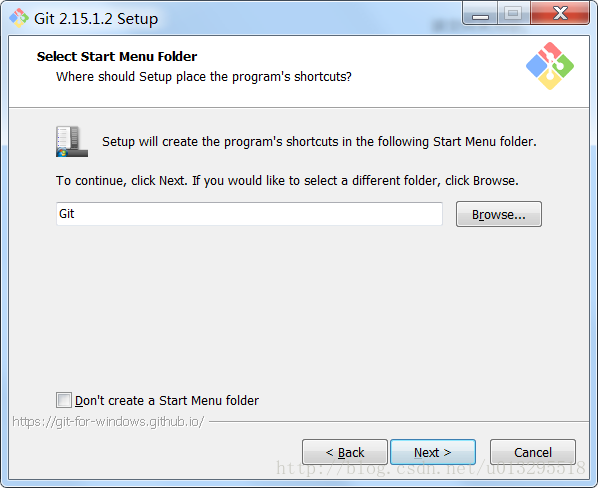 Git 2.15.1.2 Setup
Select Start Menu Folder
Where should Setup place the program's shortcuts?
Setup will create the program's shortcuts in the following Start Menu folder.
To continue, click Next. If you would like to select a different folder, click Browse.
Git
Browse...
Don't create a Start Menu folder
https://git-for-windows.github.io/
< Back
Next >
Cancel
http://blog.csdn.net/u013295518